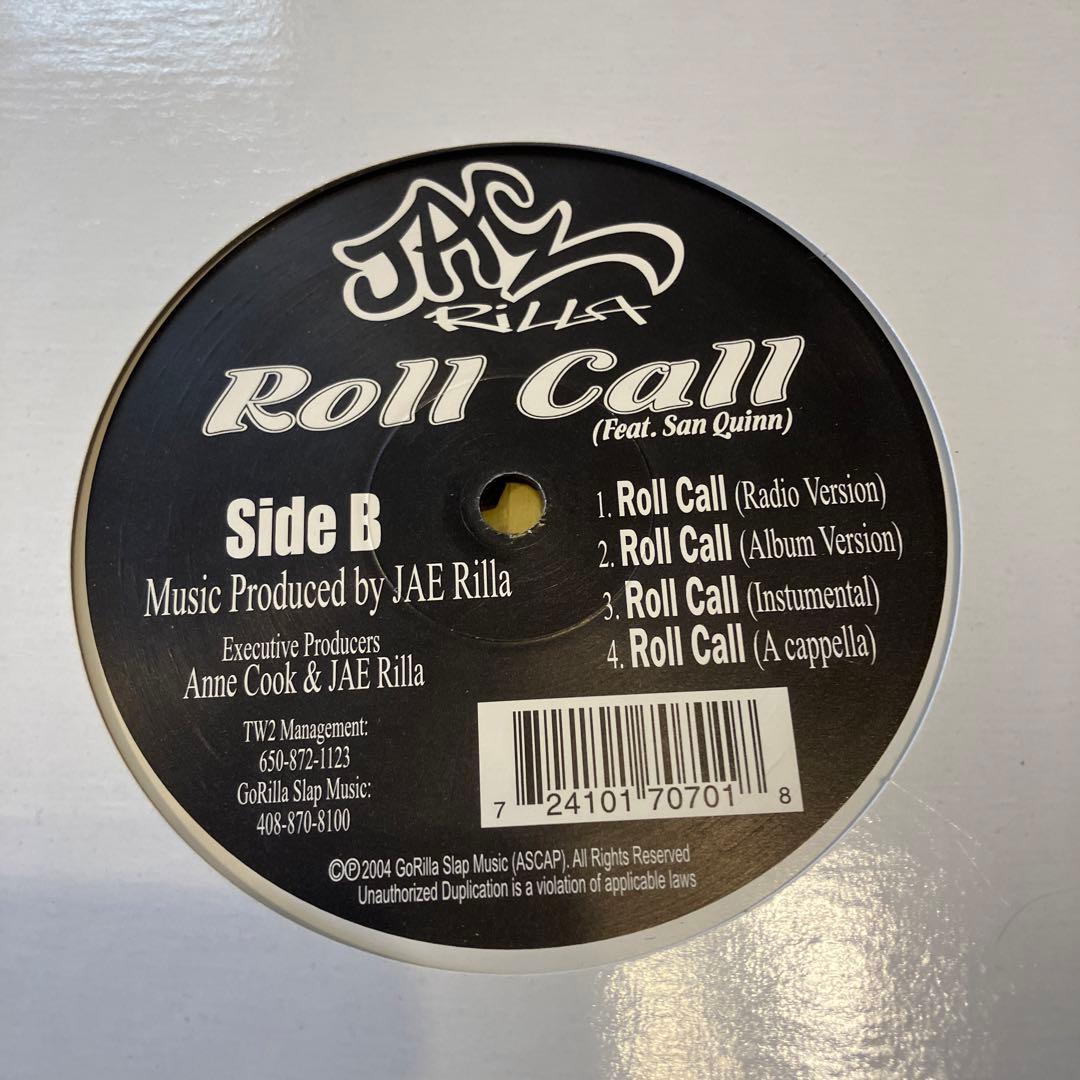 JAE
RiLLA
Roll Call
(Feat. San Quinn)
Side B
Music Produced by JAE Rilla
Executive Producers
Anne Cook & JAE Rilla
TW2 Management:
650-872-1123
GoRilla Slap Music:
408-870-8100
1. Roll Call (Radio Version)
2. Roll Call (Album Version)
3. Roll Call (Instumental)
4. Roll Call (A cappella)
7 24101 70701 8
©℗2004 GoRilla Slap Music (ASCAP). All Rights Reserved
Unauthorized Duplication is a violation of applicable laws